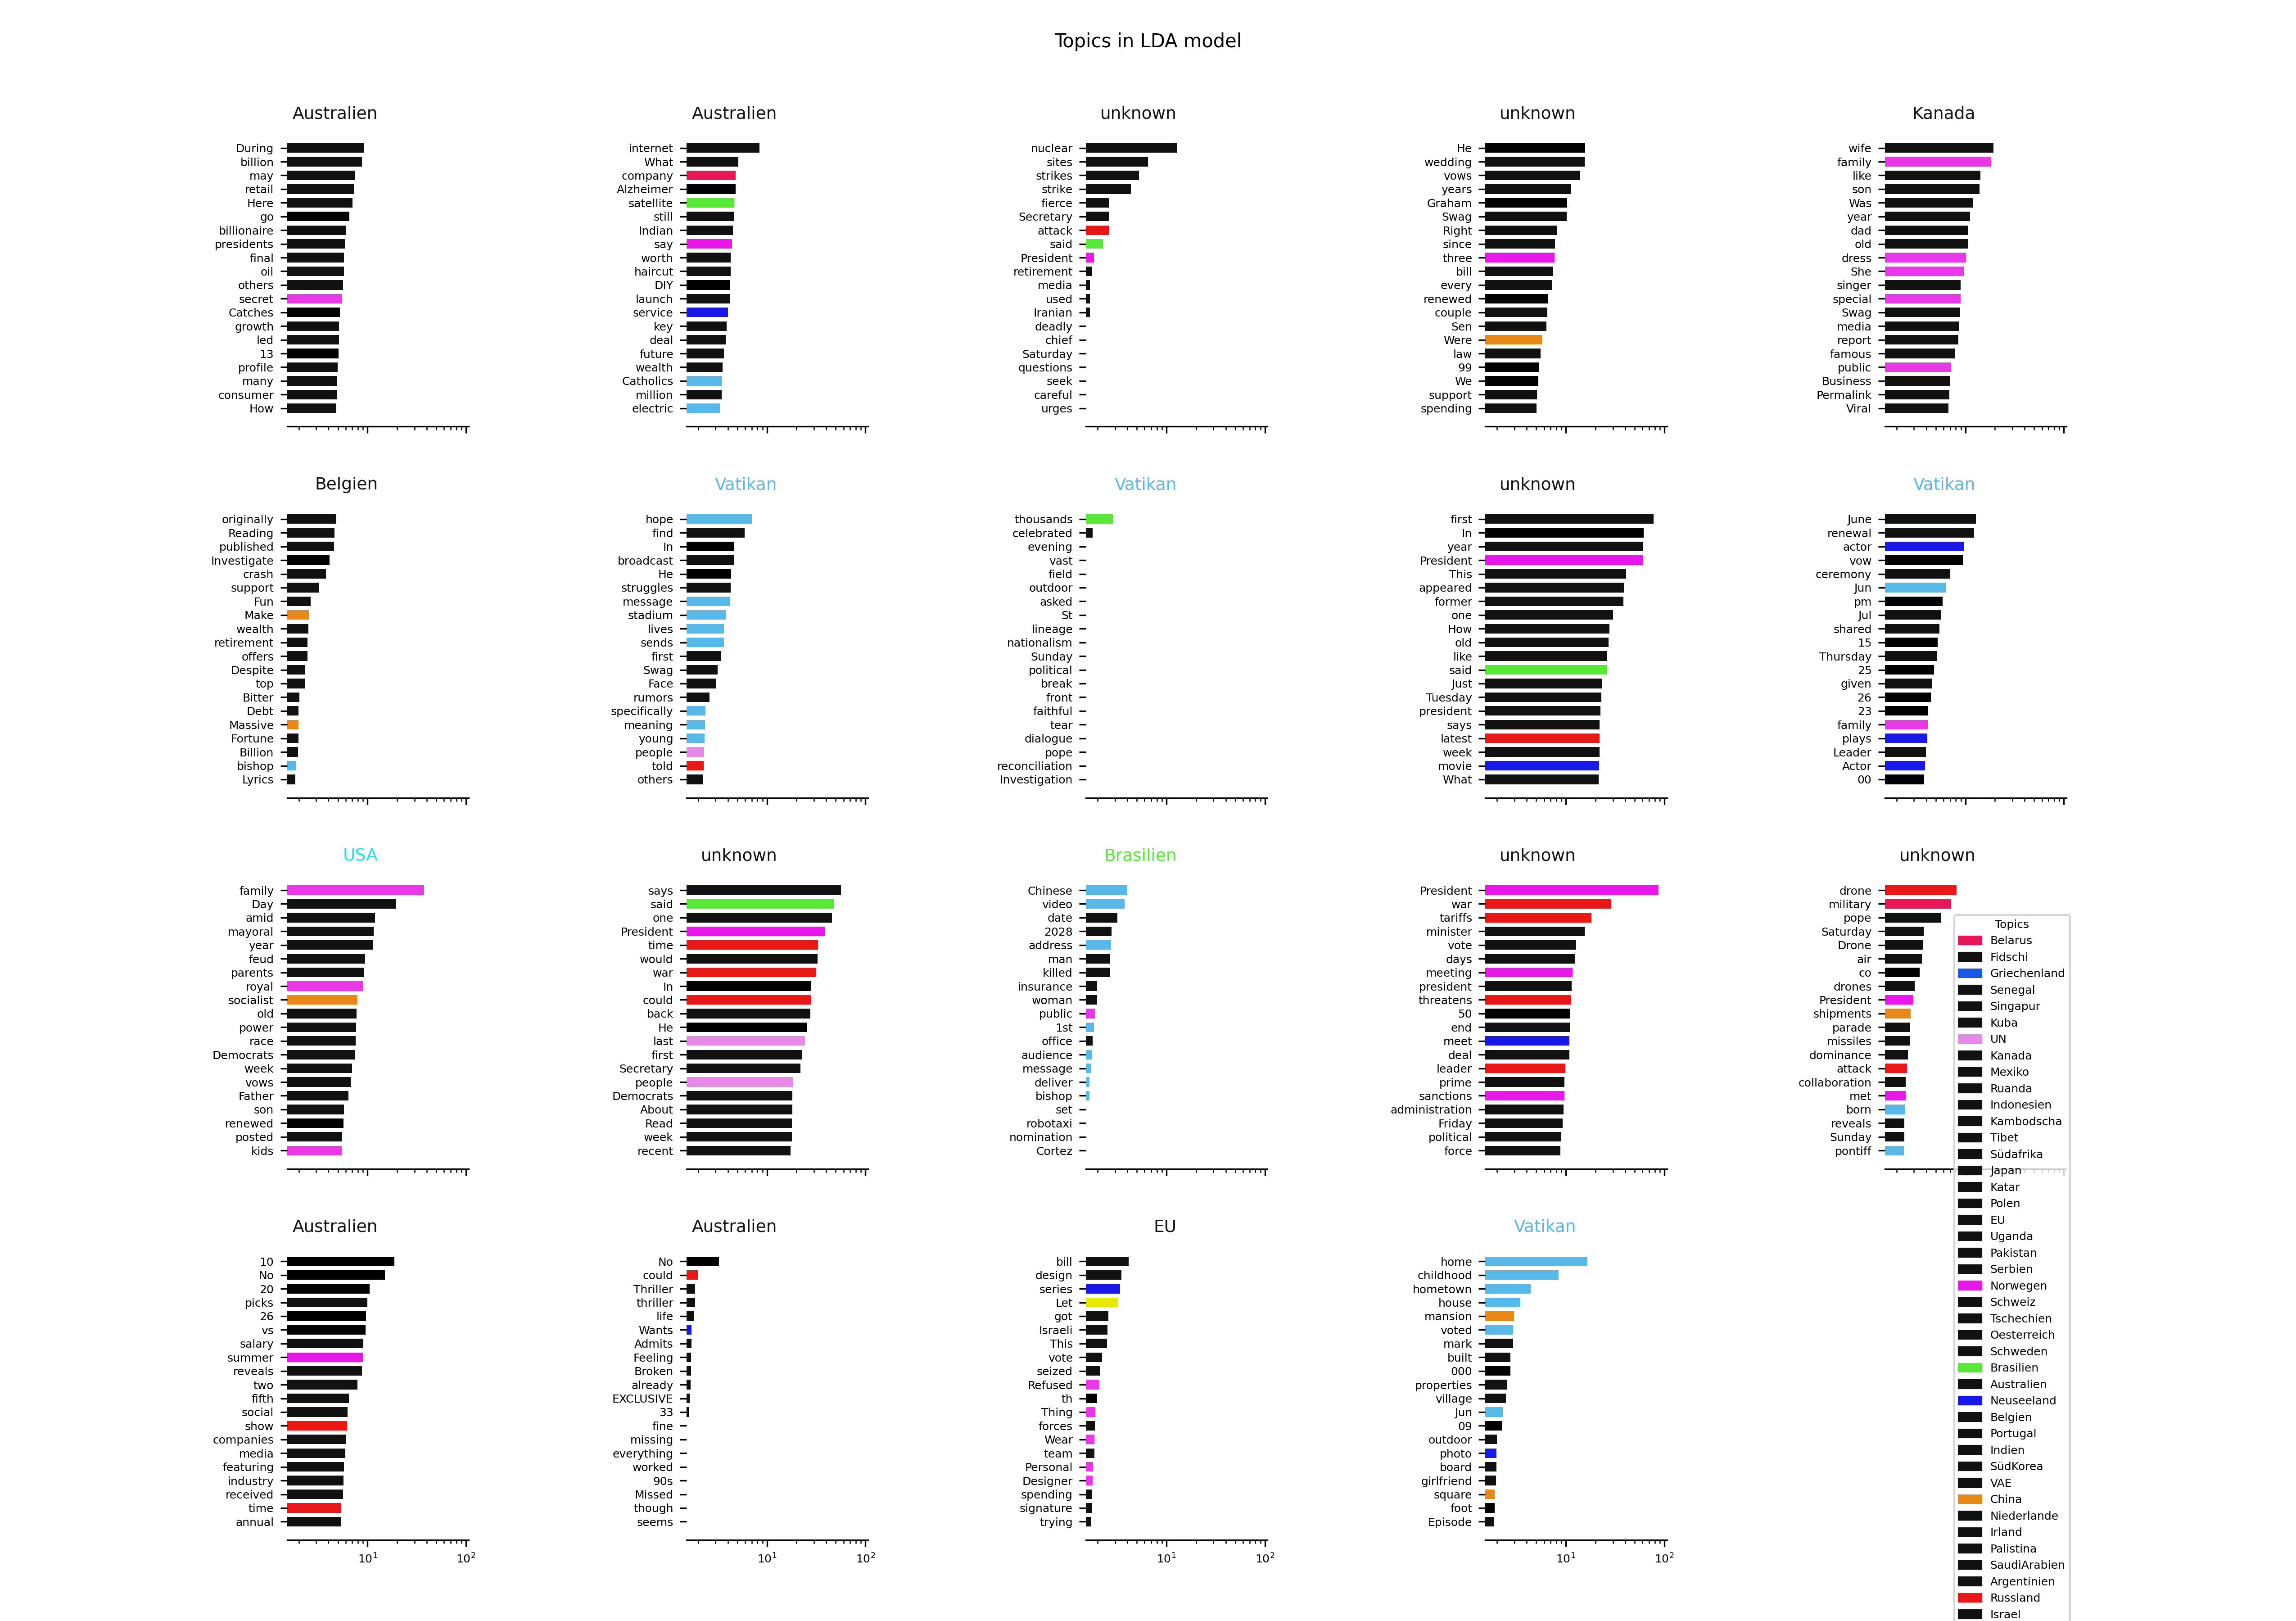 Topics in LDA model
Australien
During
billion
may
retail
Here
go
billionaire
presidents
final
oil
others
secret
Catches
growth
led
13
profile
many
consumer
How
Australien
internet
What
company
Alzheimer
satellite
still
Indian
say
worth
haircut
DIY
launch
service
key
deal
future
wealth
Catholics
million
electric
unknown
nuclear
sites
strikes
strike
fierce
Secretary
attack
said
President
retirement
media
used
Iranian
deadly
chief
Saturday
questions
seek
careful
urges
unknown
He
wedding
vows
years
Graham
Swag
Right
since
three
bill
every
renewed
couple
Sen
Were
law
99
We
support
spending
Kanada
wife
family
like
son
Was
year
dad
old
dress
She
singer
special
Swag
media
report
famous
public
Business
Permalink
Viral
Belgien
originally
Reading
published
Investigate
crash
support
Fun
Make
wealth
retirement
offers
Despite
top
Bitter
Debt
Massive
Fortune
Billion
bishop
Lyrics
Vatikan
hope
find
In
broadcast
He
struggles
message
stadium
lives
sends
first
Swag
Face
rumors
specifically
meaning
young
people
told
others
Vatikan
thousands
celebrated
evening
vast
field
outdoor
asked
St
lineage
nationalism
Sunday
political
break
front
faithful
tear
dialogue
pope
reconciliation
Investigation
unknown
first
In
year
President
This
appeared
former
one
How
old
like
said
Just
Tuesday
president
says
latest
week
movie
What
Vatikan
June
renewal
actor
vow
ceremony
Jun
pm
Jul
shared
15
Thursday
25
given
26
23
family
plays
Leader
Actor
00
USA
family
Day
amid
mayoral
year
feud
parents
royal
socialist
old
power
race
Democrats
week
vows
Father
son
renewed
posted
kids
unknown
says
said
one
President
time
would
war
In
could
back
He
last
first
Secretary
people
Democrats
About
Read
week
recent
Brasilien
Chinese
video
date
2028
address
man
killed
insurance
woman
public
1st
office
audience
message
deliver
bishop
set
robotaxi
nomination
Cortez
unknown
President
war
tariffs
minister
vote
days
meeting
president
threatens
50
end
meet
deal
leader
prime
sanctions
administration
Friday
political
force
unknown
drone
military
pope
Saturday
Drone
air
co
drones
President
shipments
parade
missiles
dominance
attack
collaboration
met
born
reveals
Sunday
pontiff
Australien
10
No
20
picks
26
vs
salary
summer
reveals
two
fifth
social
show
companies
media
featuring
industry
received
time
annual
10¹ 10²
Australien
No
could
Thriller
thriller
life
Wants
Admits
Feeling
Broken
already
EXCLUSIVE
33
fine
missing
everything
worked
90s
Missed
though
seems
10¹ 10²
EU
bill
design
series
Let
got
Israeli
This
vote
seized
Refused
th
Thing
forces
Wear
team
Personal
Designer
spending
signature
trying
10¹ 10²
Vatikan
home
childhood
hometown
house
mansion
voted
mark
built
000
properties
village
Jun
09
outdoor
photo
board
girlfriend
square
foot
Episode
10¹ 10²
Topics
Belarus
Fidschi
Griechenland
Senegal
Singapur
Kuba
UN
Kanada
Mexiko
Ruanda
Indonesien
Kambodscha
Tibet
Südafrika
Japan
Katar
Polen
EU
Uganda
Pakistan
Serbien
Norwegen
Schweiz
Tschechien
Oesterreich
Schweden
Brasilien
Australien
Neuseeland
Belgien
Portugal
Indien
SüdKorea
VAE
China
Niederlande
Irland
Palistina
SaudiArabien
Argentinien
Russland
Israel